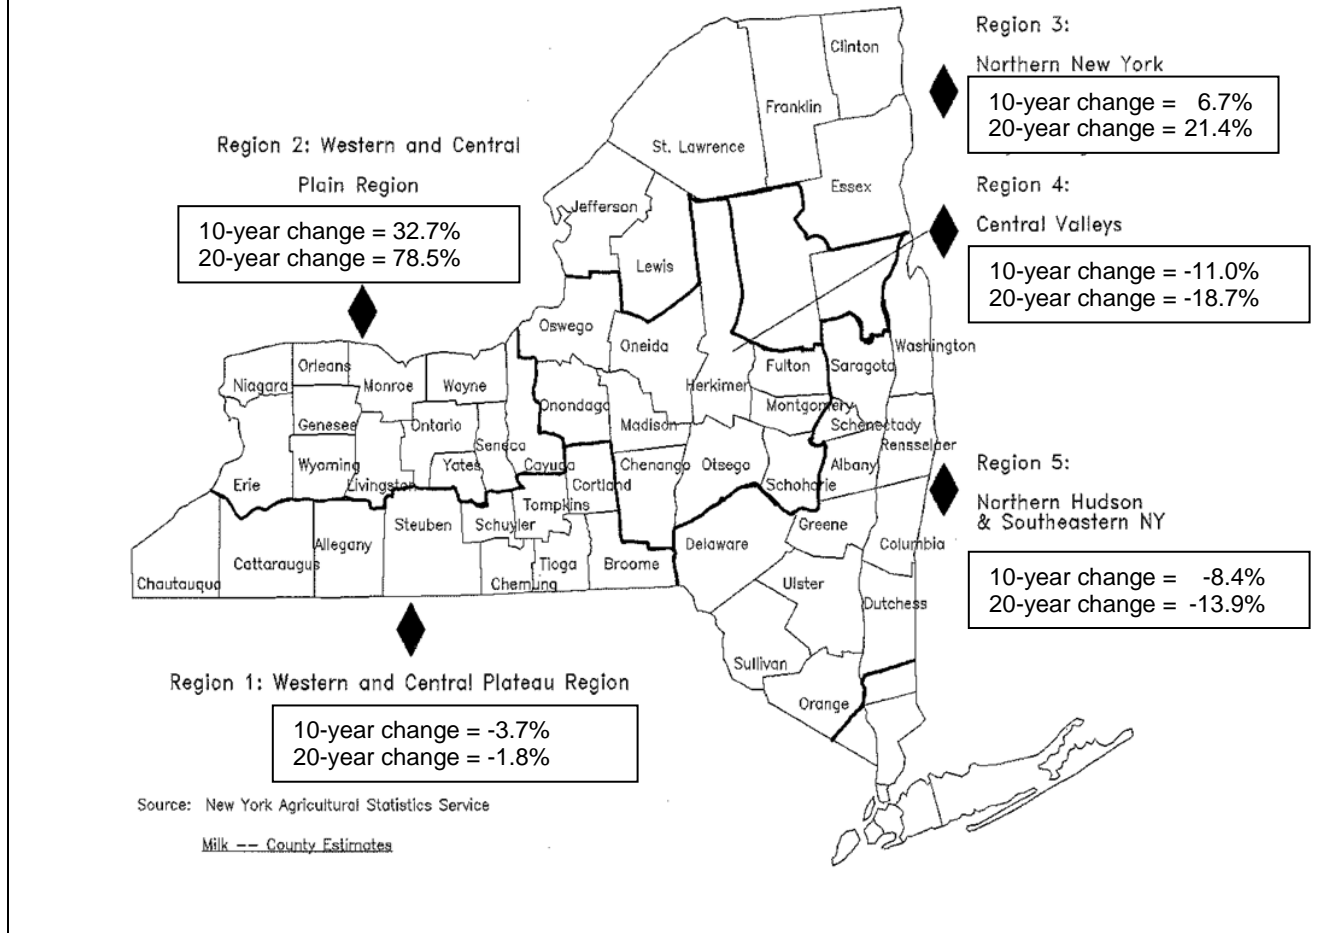 Region 3:
Northern New York
10-year change = 6.7%
20-year change = 21.4%
Region 2: Western and Central
Plain Region
10-year change = 32.7%
20-year change = 78.5%
Region 4:
Central Valleys
10-year change = -11.0%
20-year change = -18.7%
Clinton
Franklin
St. Lawrence
Essex
Jefferson
Lewis
Oswego
Oneida
Washington
Orleans
Niagara
Monroe
Wayne
Herkimer
Fulton
Saratoga
Onondaga
Montgomery
Genesee
Ontario
Madison
Schenectady
Seneca
Rensselaer
Wyoming
Yates
Cayuga
Chenango
Otsego
Albany
Erie
Livingston
Cortland
Schoharie
Tompkins
Steuben
Schuyler
Greene
Allegany
Delaware
Columbia
Cattaraugus
Tioga
Broome
Chautauqua
Chemung
Ulster
Dutchess
Sullivan
Orange
Region 5:
Northern Hudson
& Southeastern NY
10-year change = -8.4%
20-year change = -13.9%
Region 1: Western and Central Plateau Region
10-year change = -3.7%
20-year change = -1.8%
Source: New York Agricultural Statistics Service
Milk -- County Estimates